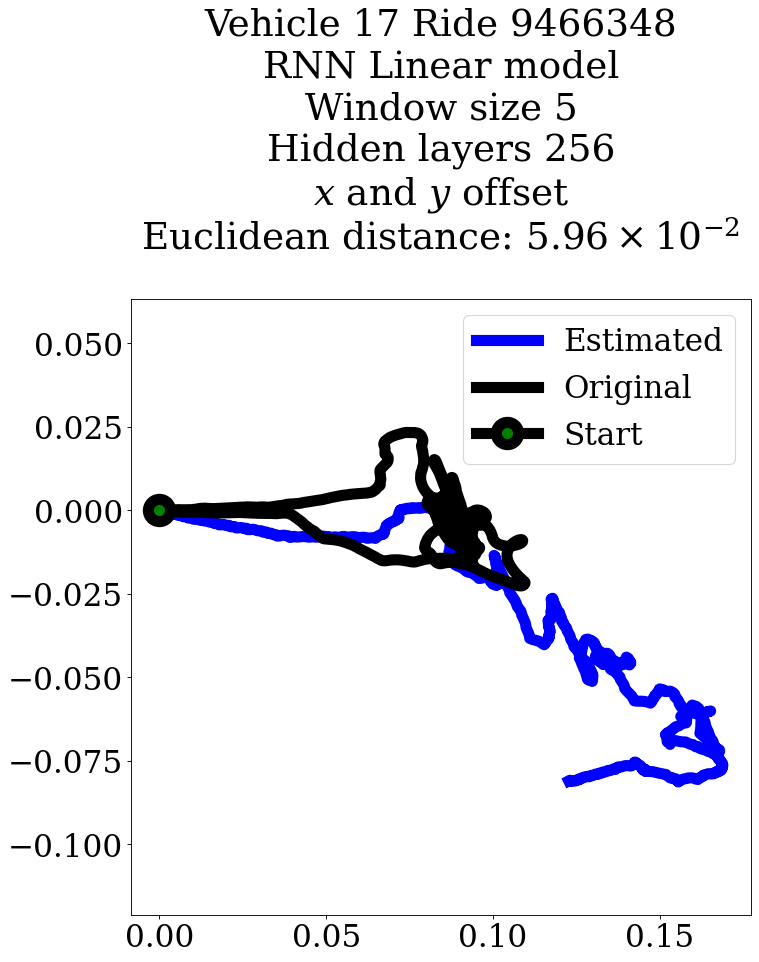 Vehicle 17 Ride 9466348
RNN Linear model
Window size 5
Hidden layers 256
x and y offset
Euclidean distance: 5.96 × 10⁻²
Estimated
Original
Start
0.050
0.025
0.000
−0.025
−0.050
−0.075
−0.100
0.00 0.05 0.10 0.15